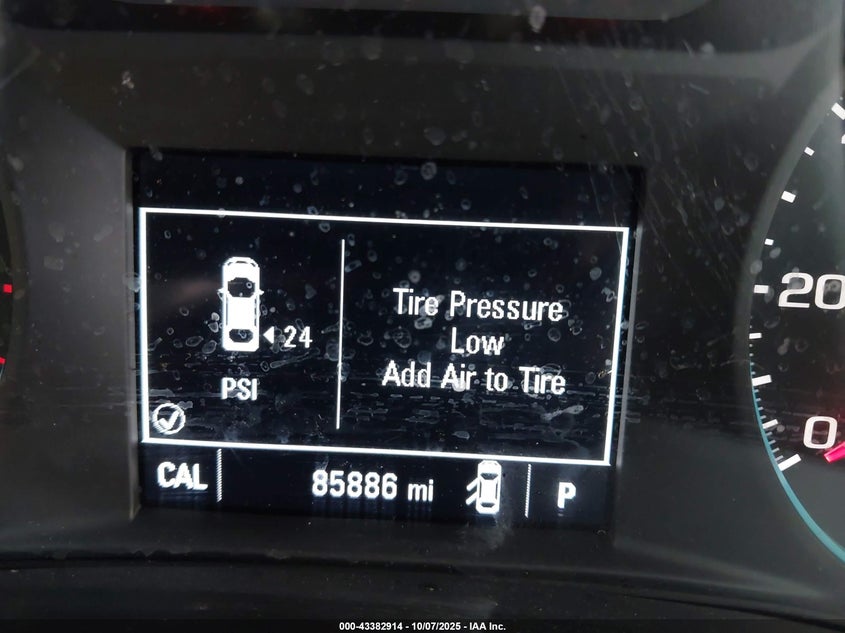 24
PSI
Tire Pressure
Low
Add Air to Tire
CAL 85886 mi P
20
0
000-43382914 - 10/07/2025 - IAA Inc.